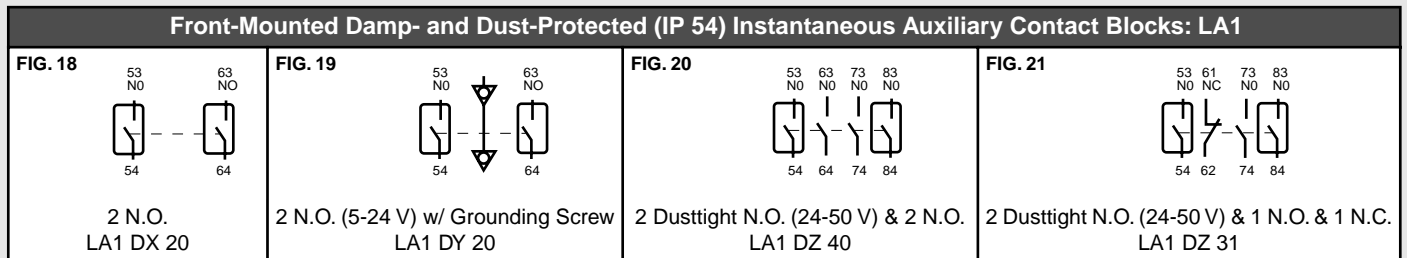 Front-Mounted Damp- and Dust-Protected (IP 54) Instantaneous Auxiliary Contact Blocks: LA1
FIG. 18
53 63
N0 NO
54 64
2 N.O.
LA1 DX 20
FIG. 19
53 63
N0 NO
54 64
2 N.O. (5-24 V) w/ Grounding Screw
LA1 DY 20
FIG. 20
53 63 73 83
N0 N0 N0 N0
54 64 74 84
2 Dusttight N.O. (24-50 V) & 2 N.O.
LA1 DZ 40
FIG. 21
53 61 73 83
N0 NC N0 N0
54 62 74 84
2 Dusttight N.O. (24-50 V) & 1 N.O. & 1 N.C.
LA1 DZ 31